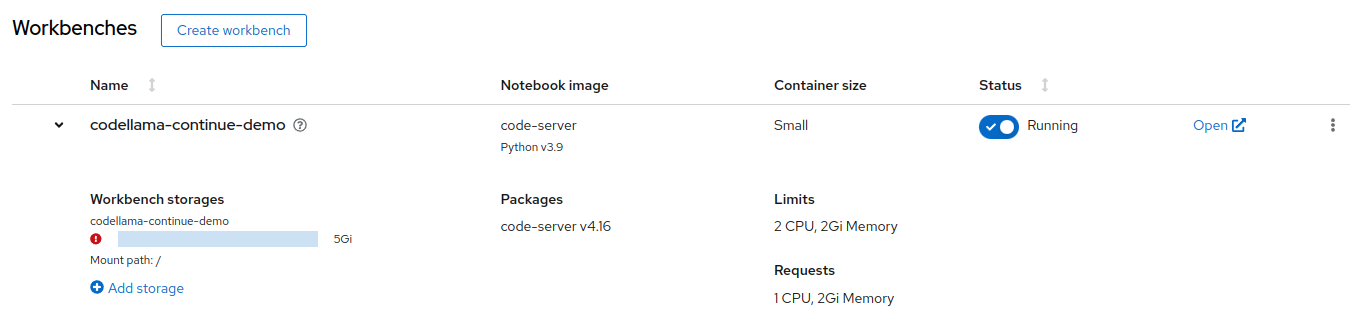 Workbenches
Create workbench
Name
Notebook image
Container size
Status
codellama-continue-demo
code-server
Small
Running
Open
Python v3.9
Workbench storages
Packages
Limits
codellama-continue-demo
code-server v4.16
2 CPU, 2Gi Memory
5Gi
Mount path: /
Requests
Add storage
1 CPU, 2Gi Memory